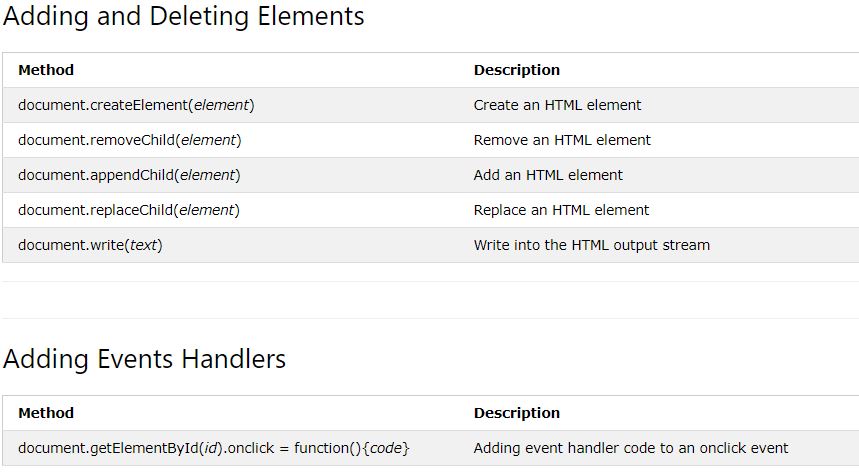 Adding and Deleting Elements
Method Description
document.createElement(element) Create an HTML element
document.removeChild(element) Remove an HTML element
document.appendChild(element) Add an HTML element
document.replaceChild(element) Replace an HTML element
document.write(text) Write into the HTML output stream
Adding Events Handlers
Method Description
document.getElementById(id).onclick = function(){code} Adding event handler code to an onclick event